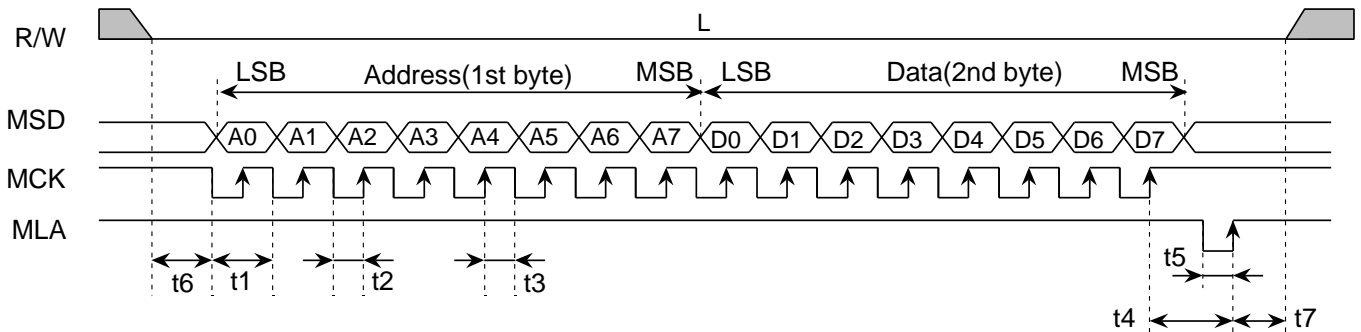 R/W L
LSB Address(1st byte) MSB LSB Data(2nd byte) MSB
MSD A0 A1 A2 A3 A4 A5 A6 A7 D0 D1 D2 D3 D4 D5 D6 D7
MCK
MLA
t5
t6 t1 t2 t3
t4 t7